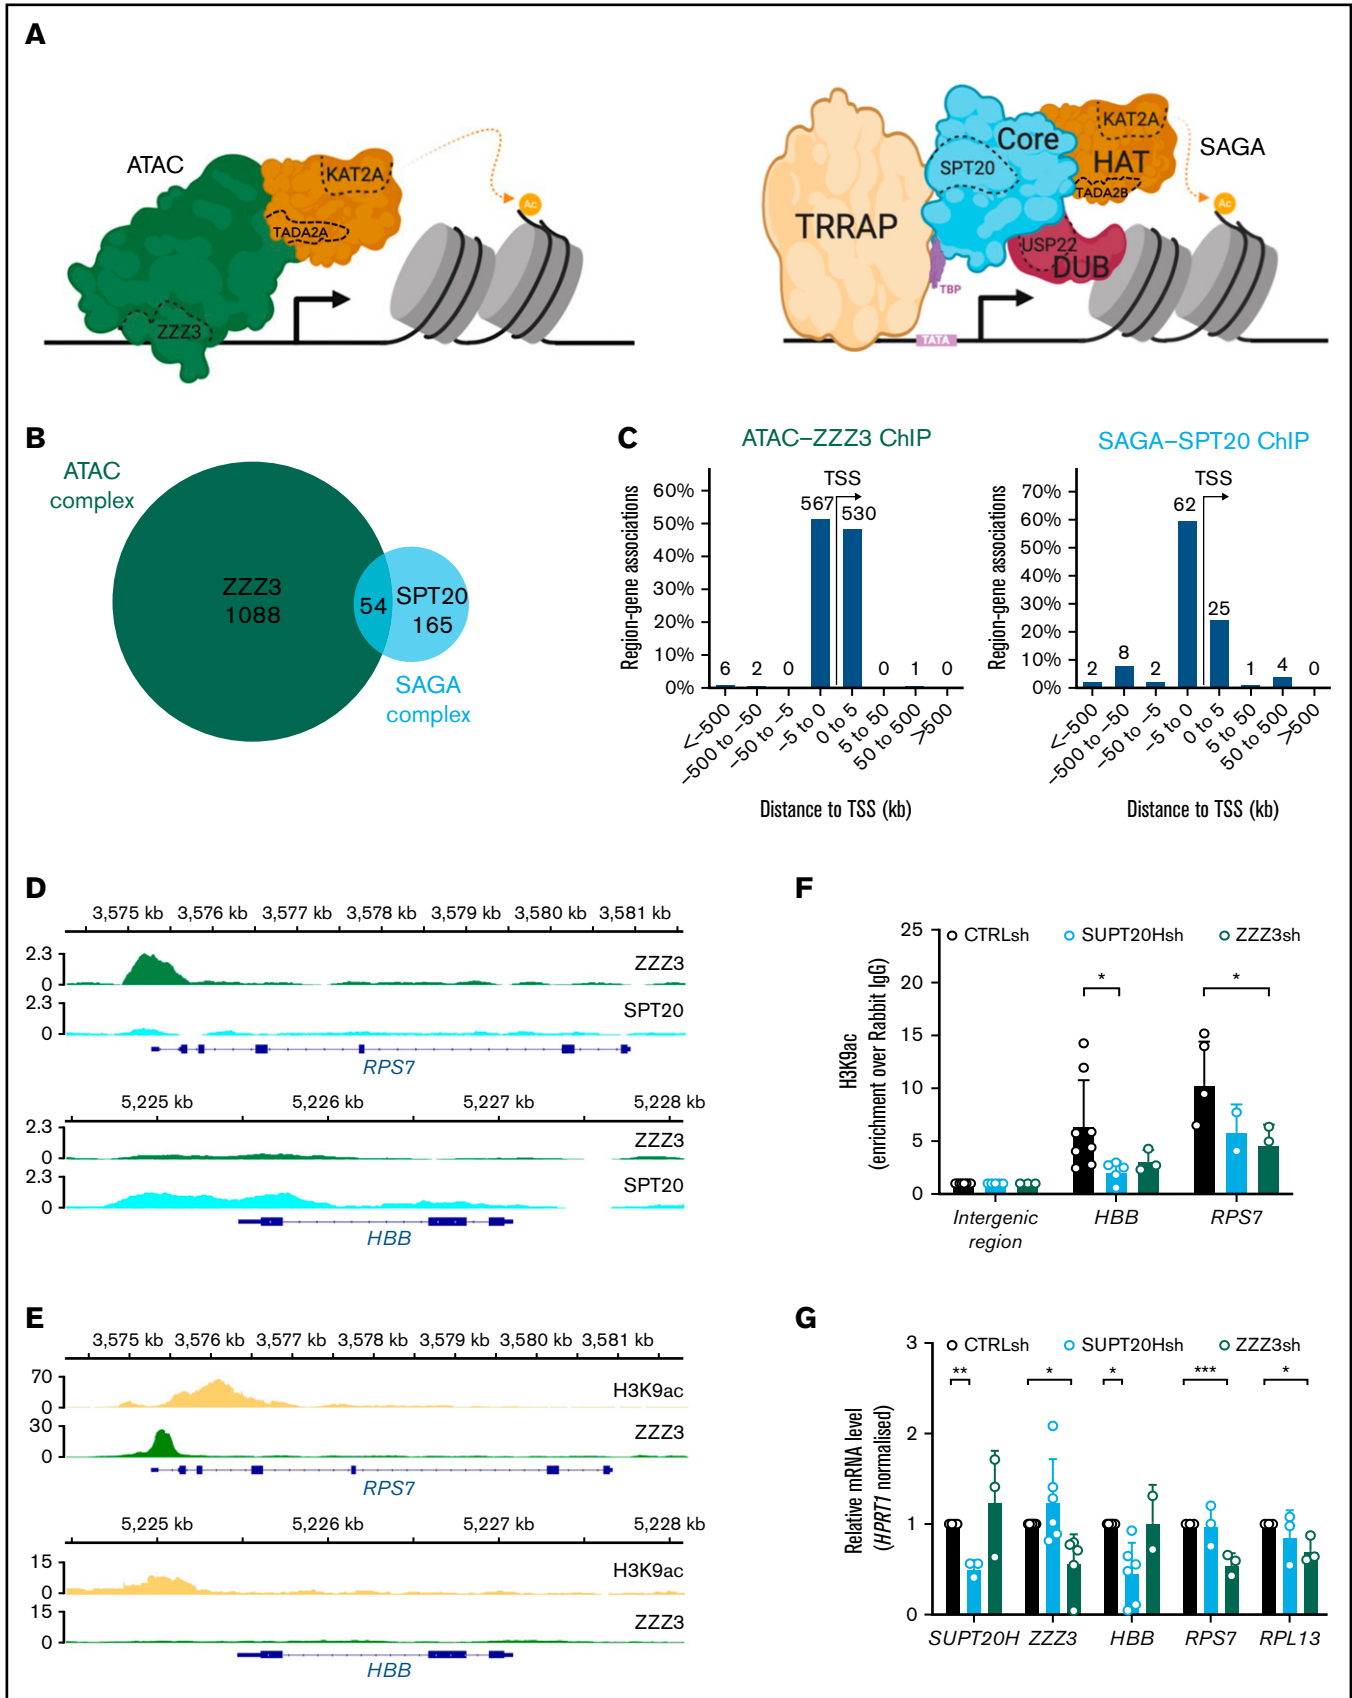 A
ATAC
KAT2A
TADA2A
ZZZ3
Ac
TRRAP
SPT20
Core
KAT2A
HAT
TADA2B
SAGA
Ac
USP22
DUB
TBP
TATA
B
ATAC
complex
ZZZ3
1088
54
SPT20
165
SAGA
complex
C
ATAC–ZZZ3 ChIP
Region-gene associations
60%
50%
40%
30%
20%
10%
0%
TSS
6
2
0
567
530
0
1
0
<–500
–500 to –50
–50 to –5
–5 to 0
0 to 5
5 to 50
50 to 500
>500
Distance to TSS (kb)
SAGA–SPT20 ChIP
Region-gene associations
70%
60%
50%
40%
30%
20%
10%
0%
TSS
2
8
2
62
25
1
4
0
<–500
–500 to –50
–50 to –5
–5 to 0
0 to 5
5 to 50
50 to 500
>500
Distance to TSS (kb)
D
3,575 kb 3,576 kb 3,577 kb 3,578 kb 3,579 kb 3,580 kb 3,581 kb
2.3
0
ZZZ3
2.3
0
SPT20
RPS7
5,225 kb 5,226 kb 5,227 kb 5,228 kb
2.3
0
ZZZ3
2.3
0
SPT20
HBB
E
3,575 kb 3,576 kb 3,577 kb 3,578 kb 3,579 kb 3,580 kb 3,581 kb
70
0
H3K9ac
30
0
ZZZ3
RPS7
5,225 kb 5,226 kb 5,227 kb 5,228 kb
15
0
H3K9ac
15
0
ZZZ3
HBB
F
H3K9ac
(enrichment over Rabbit IgG)
25
20
15
10
5
0
CTRLsh SUPT20Hsh ZZZ3sh
* *
Intergenic
region
HBB
RPS7
G
Relative mRNA level
(HPRT1 normalised)
3
2
1
0
CTRLsh SUPT20Hsh ZZZ3sh
** * * *** *
SUPT20H ZZZ3 HBB RPS7 RPL13